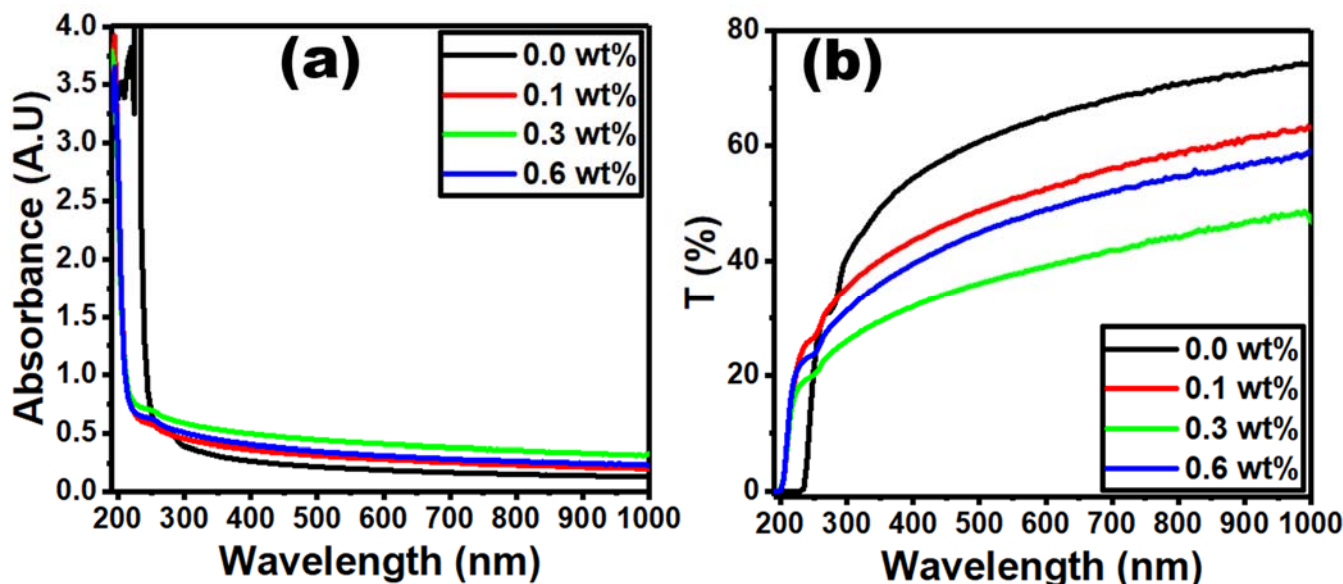 (a)
Absorbance (A.U)
4.0
3.5
3.0
2.5
2.0
1.5
1.0
0.5
0.0
0.0 wt%
0.1 wt%
0.3 wt%
0.6 wt%
200 300 400 500 600 700 800 900 1000
Wavelength (nm)
(b)
T (%)
80
60
40
20
0
0.0 wt%
0.1 wt%
0.3 wt%
0.6 wt%
200 300 400 500 600 700 800 900 1000
Wavelength (nm)